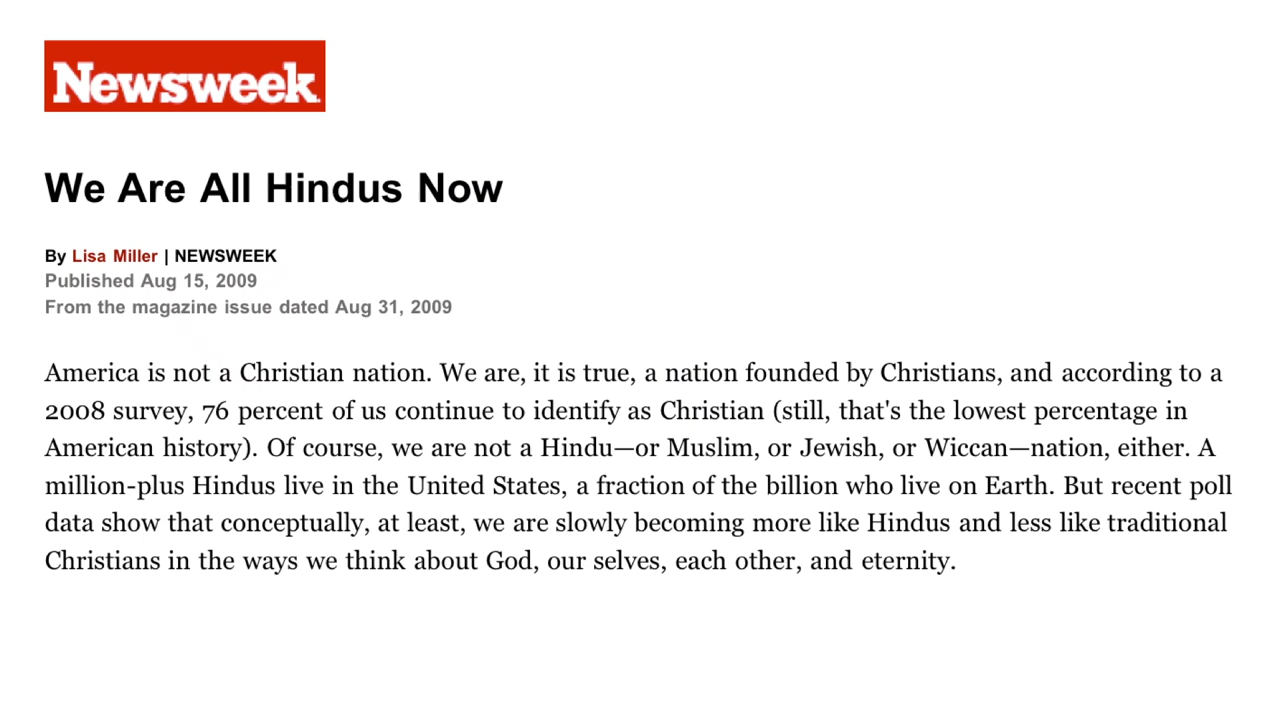 Newsweek
We Are All Hindus Now
By Lisa Miller | NEWSWEEK
Published Aug 15, 2009
From the magazine issue dated Aug 31, 2009
America is not a Christian nation. We are, it is true, a nation founded by Christians, and according to a
2008 survey, 76 percent of us continue to identify as Christian (still, that's the lowest percentage in
American history). Of course, we are not a Hindu—or Muslim, or Jewish, or Wiccan—nation, either. A
million-plus Hindus live in the United States, a fraction of the billion who live on Earth. But recent poll
data show that conceptually, at least, we are slowly becoming more like Hindus and less like traditional
Christians in the ways we think about God, our selves, each other, and eternity.